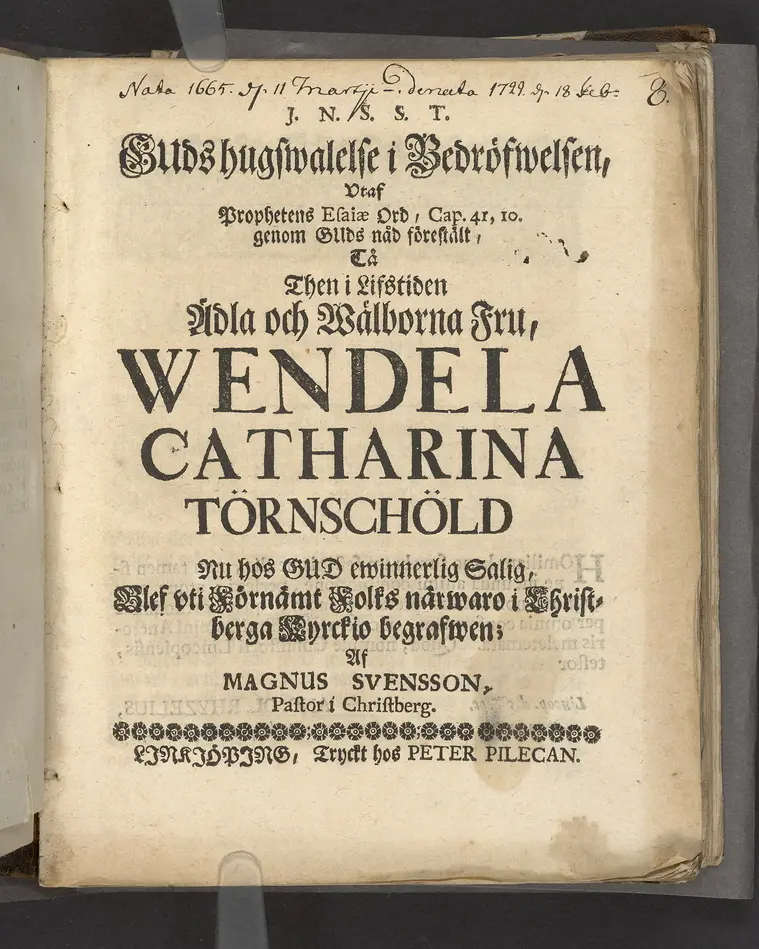 Nata 1665. d. 11 Martji denata 1729. d. 18 Feb. 8.
J. N. S. S. T.
GUds hugswalelse i Bedröfwelsen,
Vtaf
Prophetens Esaiæ Ord, Cap. 41, 10.
genom GUds nåd förestält,
Tå
Then i Lifstiden
Ädla och Wälborna Fru,
WENDELA
CATHARINA
TÖRNSCHÖLD
Nu hos GUD ewinnerlig Salig,
Blef vti Förnämt Folks närwaro i Christ-
berga Kyrckio begrafwen;
Af
MAGNUS SVENSSON,
Pastor i Christberg.
LINKJÖPJNG, Tryckt hos PETER PILECAN.